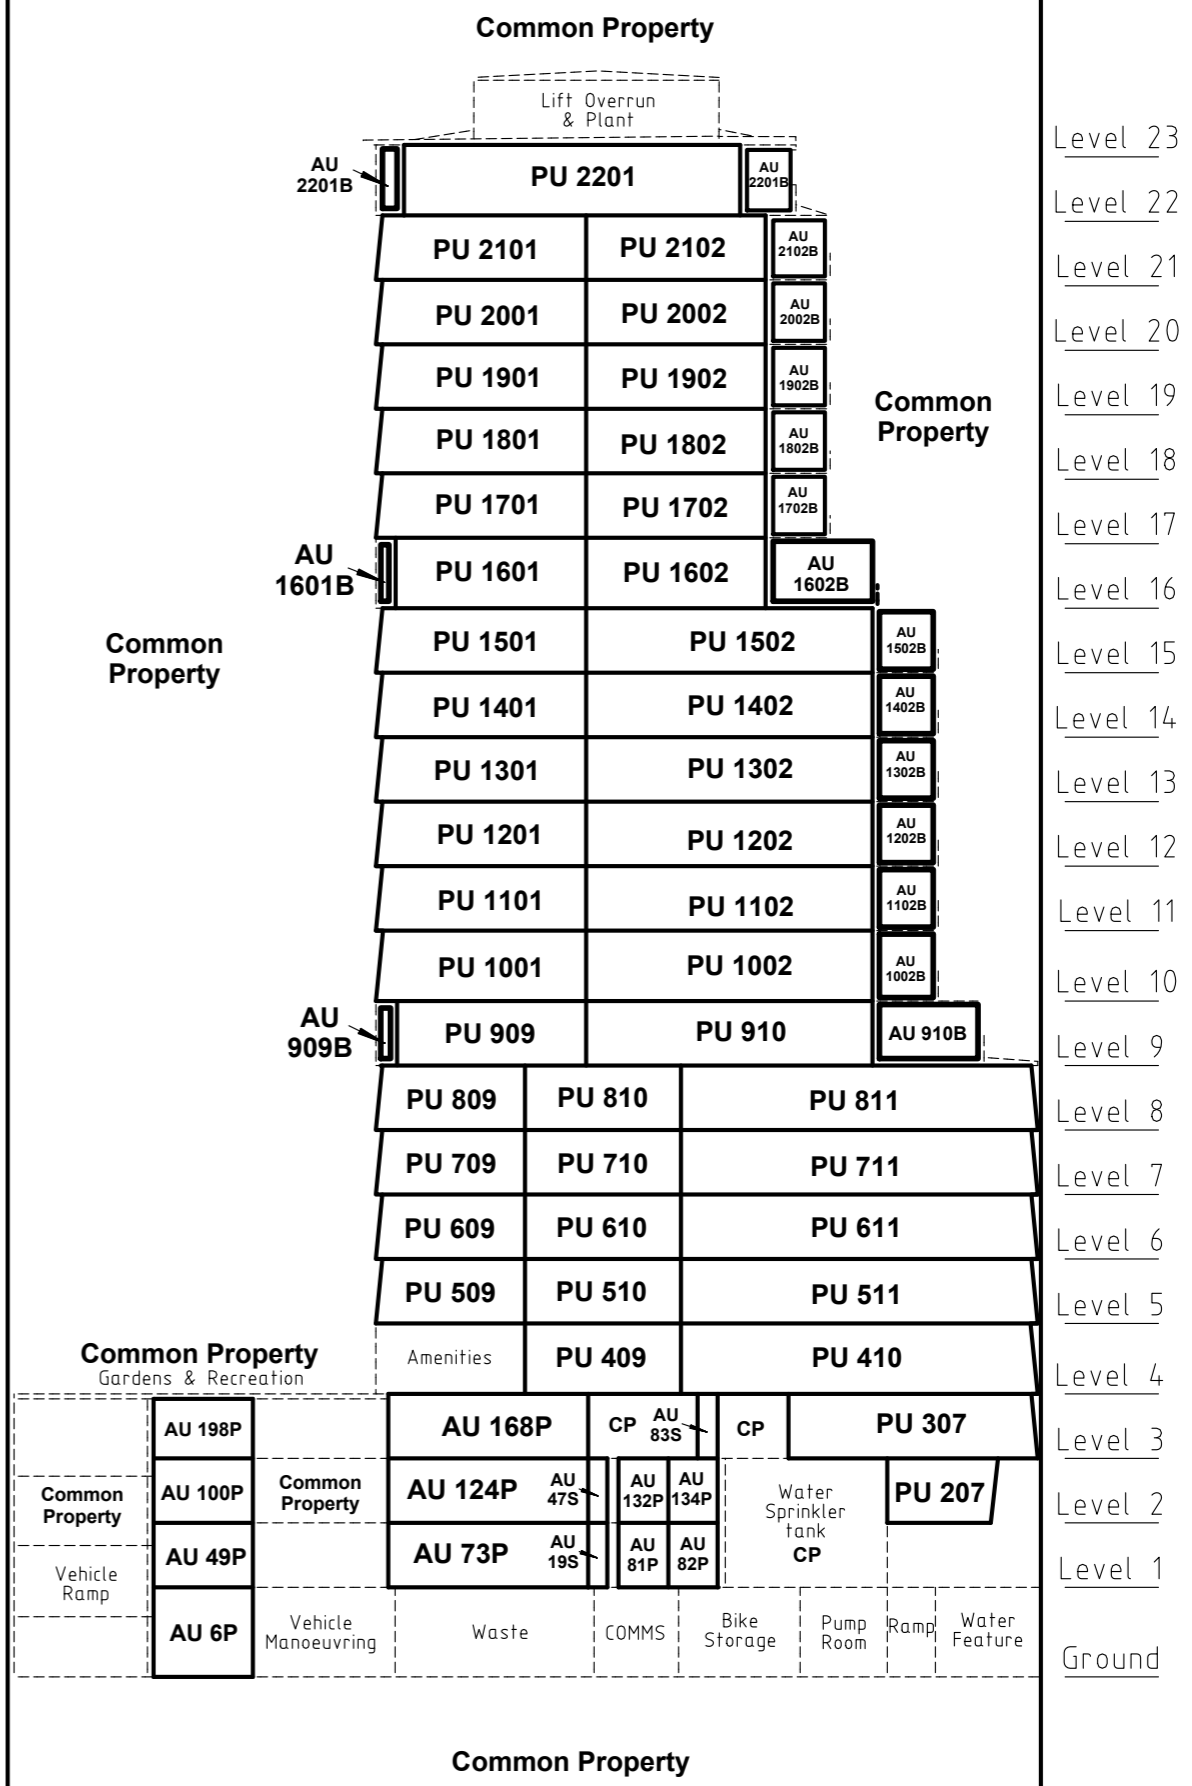 Common Property
Lift Overrun
& Plant
Level 23
AU
2201B
PU 2201
AU
2201B
Level 22
PU 2101
PU 2102
AU
2102B
Level 21
PU 2001
PU 2002
AU
2002B
Level 20
PU 1901
PU 1902
AU
1902B
Common
Property
Level 19
PU 1801
PU 1802
AU
1802B
Level 18
PU 1701
PU 1702
AU
1702B
Level 17
AU
1601B
PU 1601
PU 1602
AU
1602B
Level 16
Common
Property
PU 1501
PU 1502
AU
1502B
Level 15
PU 1401
PU 1402
AU
1402B
Level 14
PU 1301
PU 1302
AU
1302B
Level 13
PU 1201
PU 1202
AU
1202B
Level 12
PU 1101
PU 1102
AU
1102B
Level 11
PU 1001
PU 1002
AU
1002B
Level 10
AU
909B
PU 909
PU 910
AU 910B
Level 9
PU 809
PU 810
PU 811
Level 8
PU 709
PU 710
PU 711
Level 7
PU 609
PU 610
PU 611
Level 6
PU 509
PU 510
PU 511
Level 5
Common Property
Gardens & Recreation
Amenities
PU 409
PU 410
Level 4
AU 198P
AU 168P
CP
AU
83S
CP
PU 307
Level 3
Common
Property
AU 100P
Common
Property
AU 124P
AU
47S
AU
132P
AU
134P
Water
Sprinkler
tank
CP
PU 207
Level 2
Vehicle
Ramp
AU 49P
AU 73P
AU
19S
AU
81P
AU
82P
Level 1
AU 6P
Vehicle
Manoeuvring
Waste
COMMS
Bike
Storage
Pump
Room
Ramp
Water
Feature
Ground
Common Property